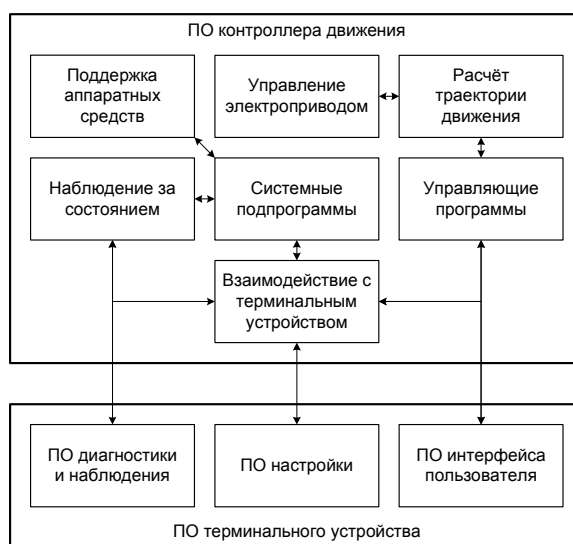 ПО контроллера движения
Поддержка
аппаратных
средств
Управление
электроприводом
Расчёт
траектории
движения
Наблюдение за
состоянием
Системные
подпрограммы
Управляющие
программы
Взаимодействие с
терминальным
устройством
ПО диагностики
и наблюдения
ПО настройки
ПО интерфейса
пользователя
ПО терминального устройства